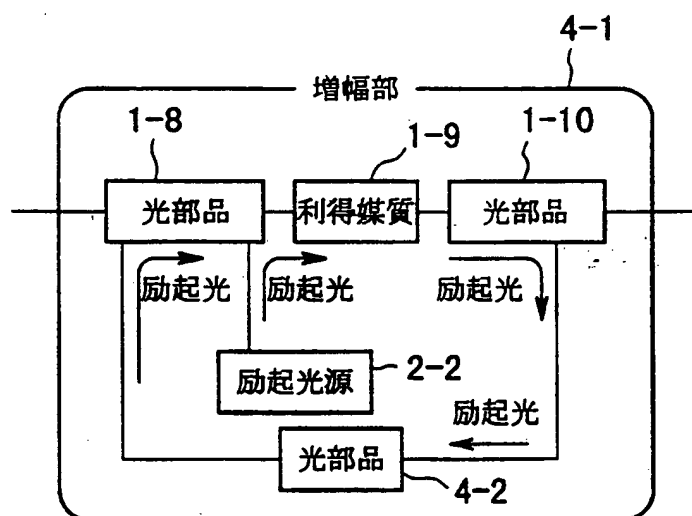 4-1
増幅部
1-8
1-9
1-10
光部品
利得媒質
光部品
励起光
励起光
励起光
励起光源
2-2
励起光
光部品
4-2